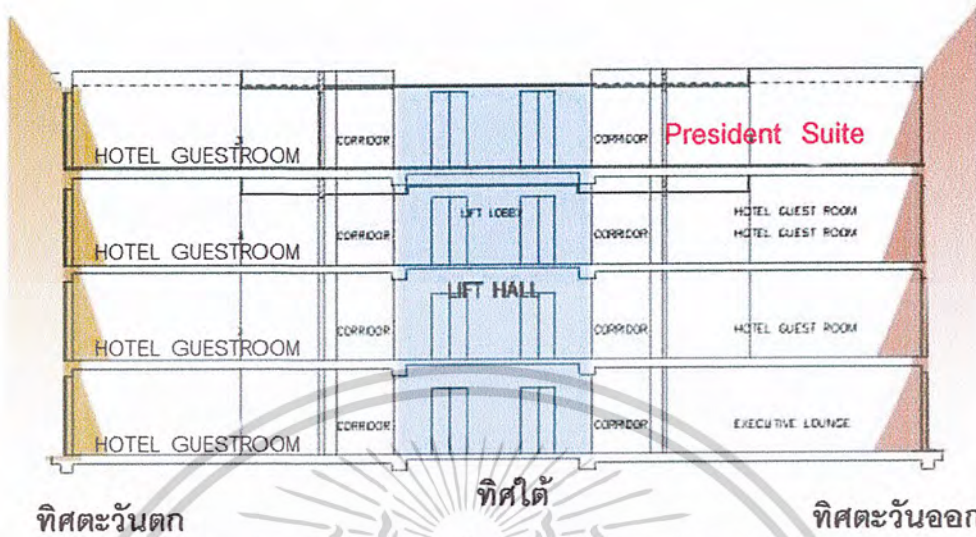 HOTEL GUESTROOM CORRIDOR CORRIDOR President Suite
LIFT LOBBY HOTEL GUEST ROOM
HOTEL GUESTROOM CORRIDOR CORRIDOR HOTEL GUEST ROOM
LIFT HALL
HOTEL GUESTROOM CORRIDOR CORRIDOR HOTEL GUEST ROOM
HOTEL GUESTROOM CORRIDOR CORRIDOR EXECUTIVE LOUNGE
ทิศตะวันตก ทิศใต้ ทิศตะวันออก